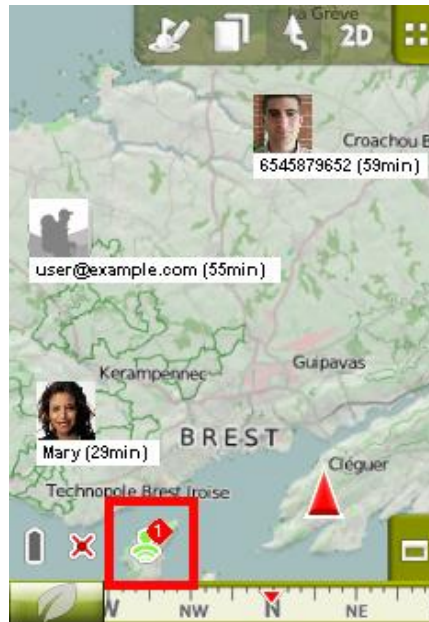 La Grève
2D
Croachou B
6545879652 (59min)
user@example.com (55min)
Guipavas
Kerampennec
Mary (29min)
BREST
Cléguer
Technopole Brest Iroise
1
W NW N NE